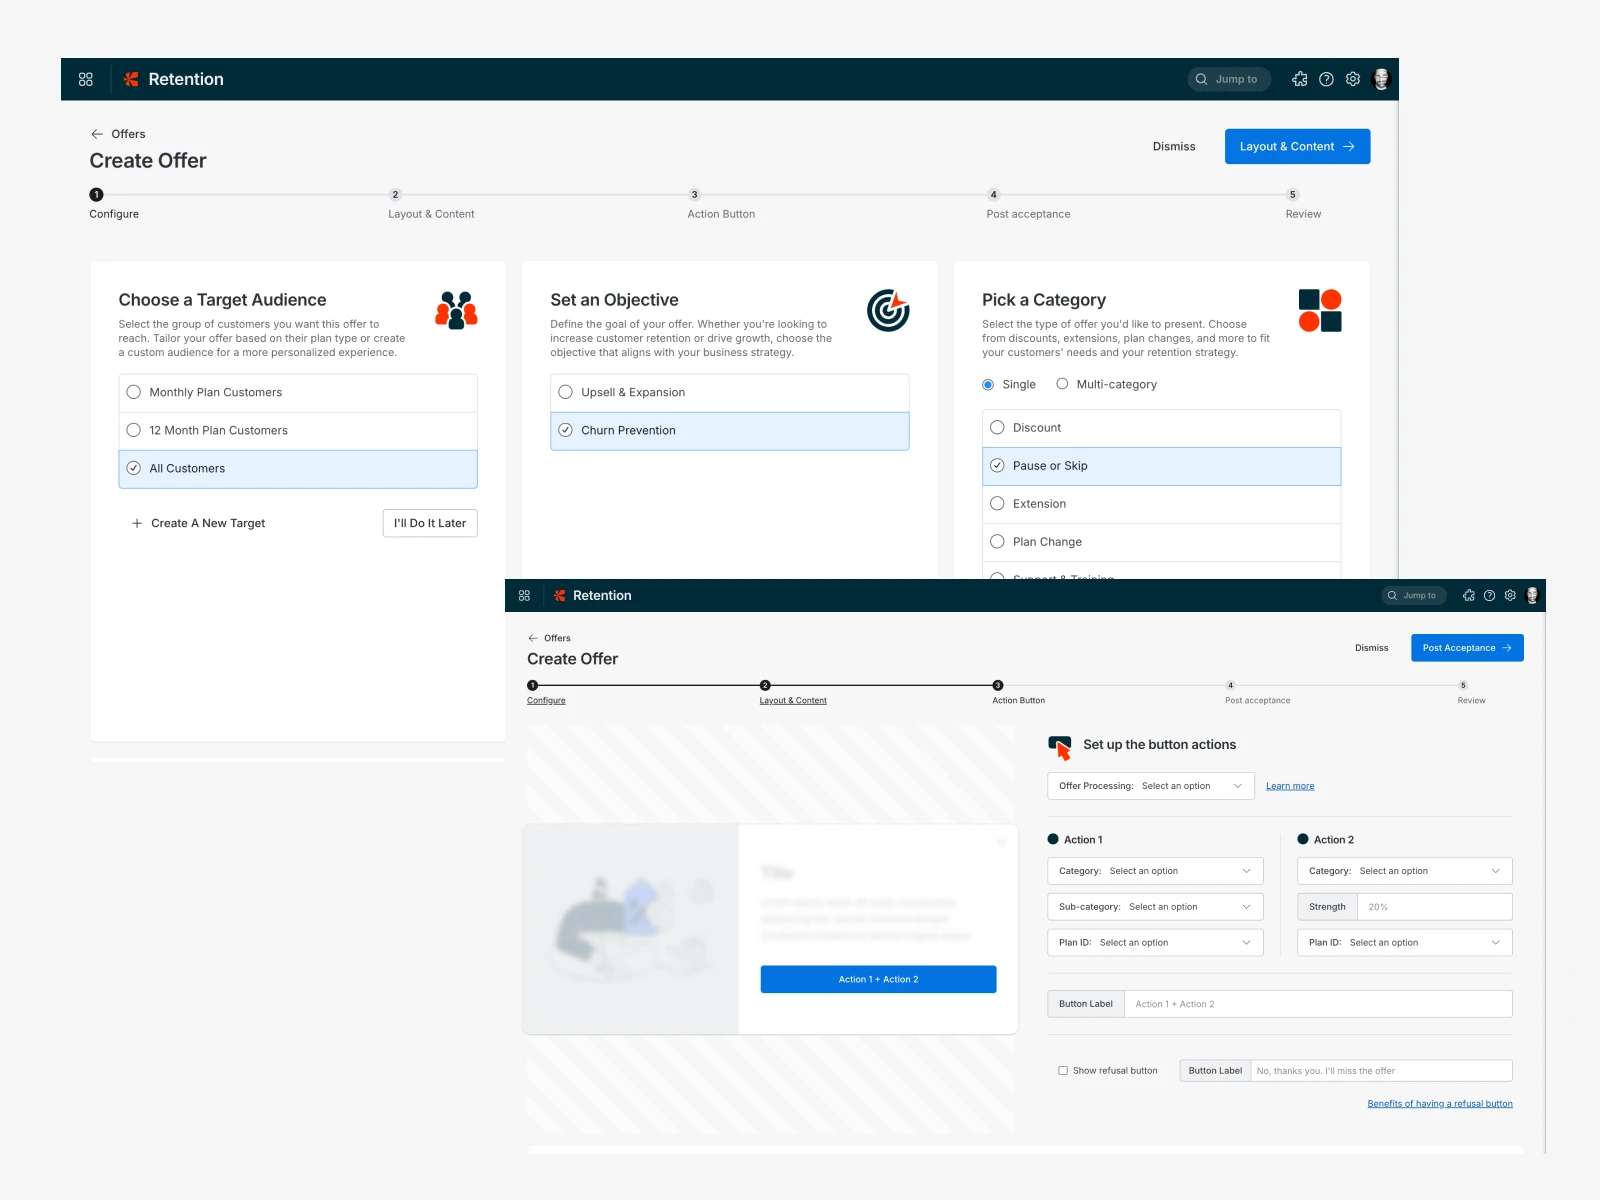 Retention
Jump to
Offers
Create Offer
Dismiss
Layout & Content
1
2
3
4
5
Configure
Layout & Content
Action Button
Post acceptance
Review
Choose a Target Audience
Select the group of customers you want this offer to
reach. Tailor your offer based on their plan type or create
a custom audience for a more personalized experience.
Monthly Plan Customers
12 Month Plan Customers
All Customers
Create A New Target
I'll Do It Later
Set an Objective
Define the goal of your offer. Whether you're looking to
increase customer retention or drive growth, choose the
objective that aligns with your business strategy.
Upsell & Expansion
Churn Prevention
Pick a Category
Select the type of offer you'd like to present. Choose
from discounts, extensions, plan changes, and more to fit
your customers' needs and your retention strategy.
Single
Multi-category
Discount
Pause or Skip
Extension
Plan Change
Support & Training
Retention
Jump to
Offers
Create Offer
Dismiss
Post Acceptance
1
2
3
4
5
Configure
Layout & Content
Action Button
Post acceptance
Review
Title
Action 1 + Action 2
Set up the button actions
Offer Processing: Select an option
Learn more
Action 1
Category: Select an option
Sub-category: Select an option
Plan ID: Select an option
Action 2
Category: Select an option
Strength 20%
Plan ID: Select an option
Button Label Action 1 + Action 2
Show refusal button
Button Label No, thanks you. I'll miss the offer
Benefits of having a refusal button